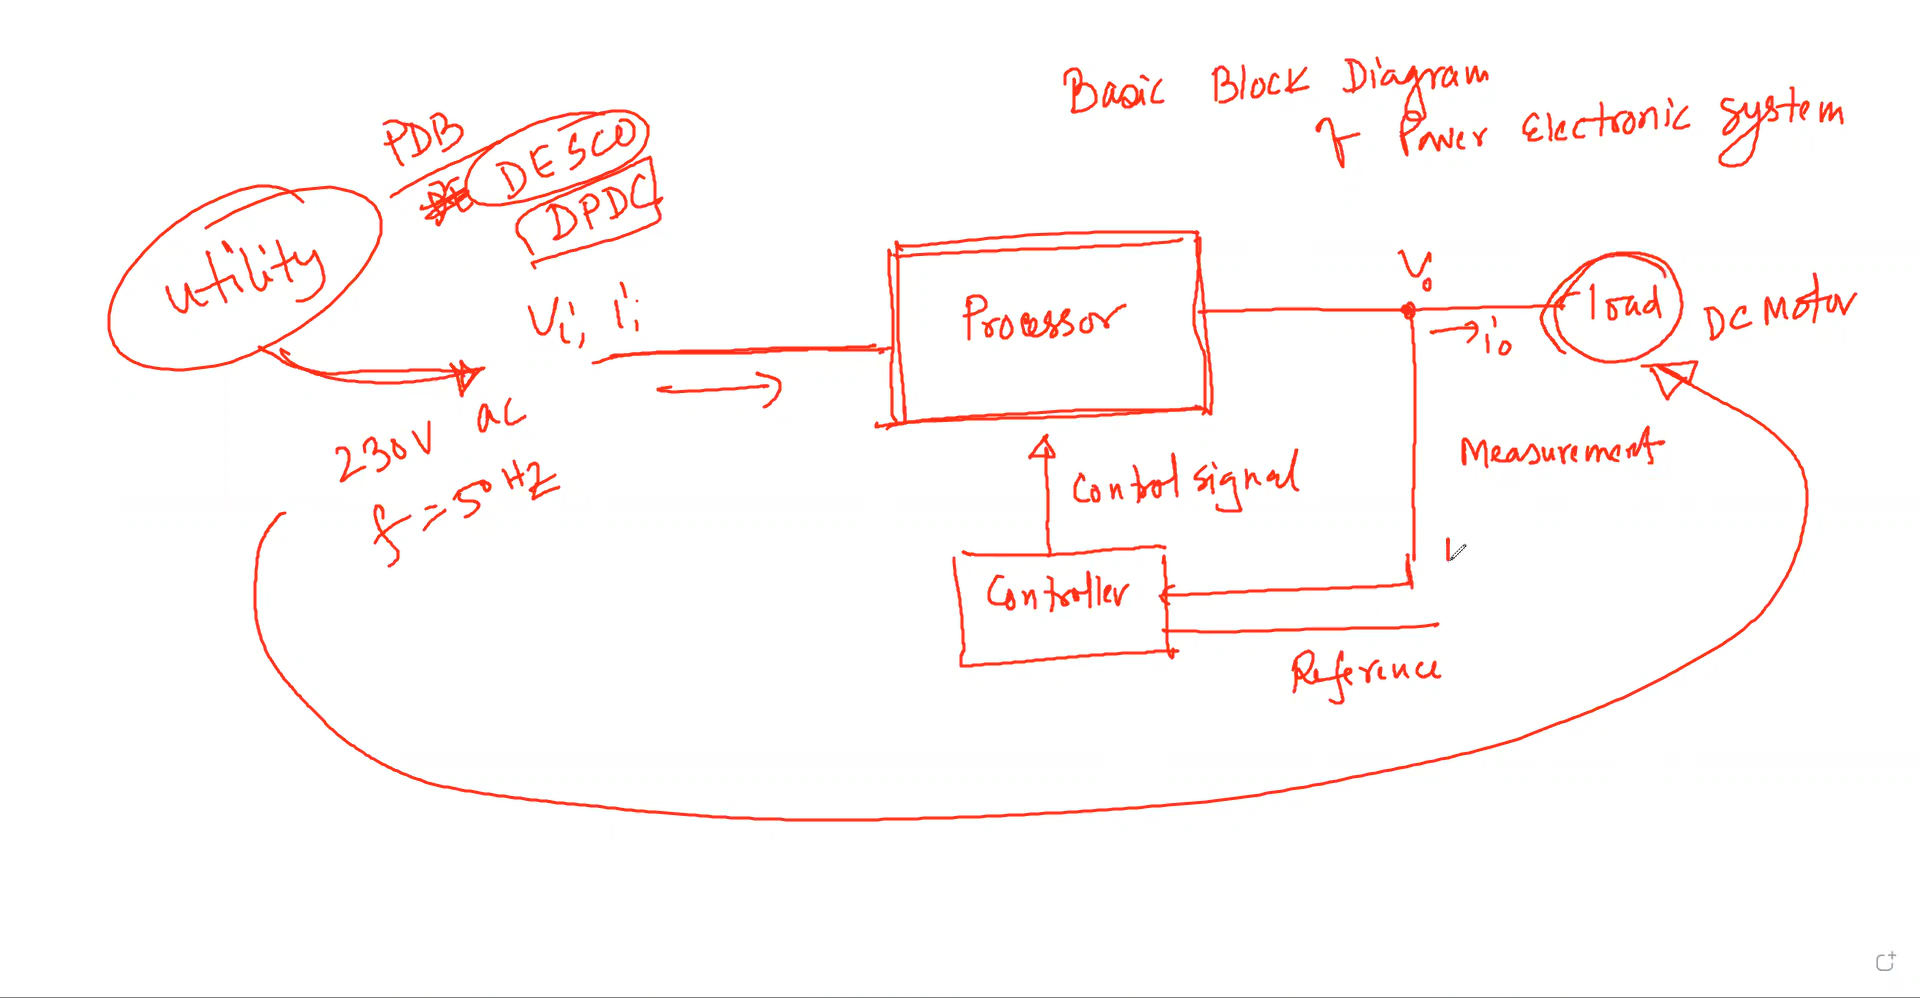 Basic Block Diagram
of Power Electronic System
PDB
DESCO
DPDC
utility
Vi, Ii
Processor
Vo
io
load
DC Motor
230V ac
f = 50 HZ
Control signal
Measurement
Controller
Reference